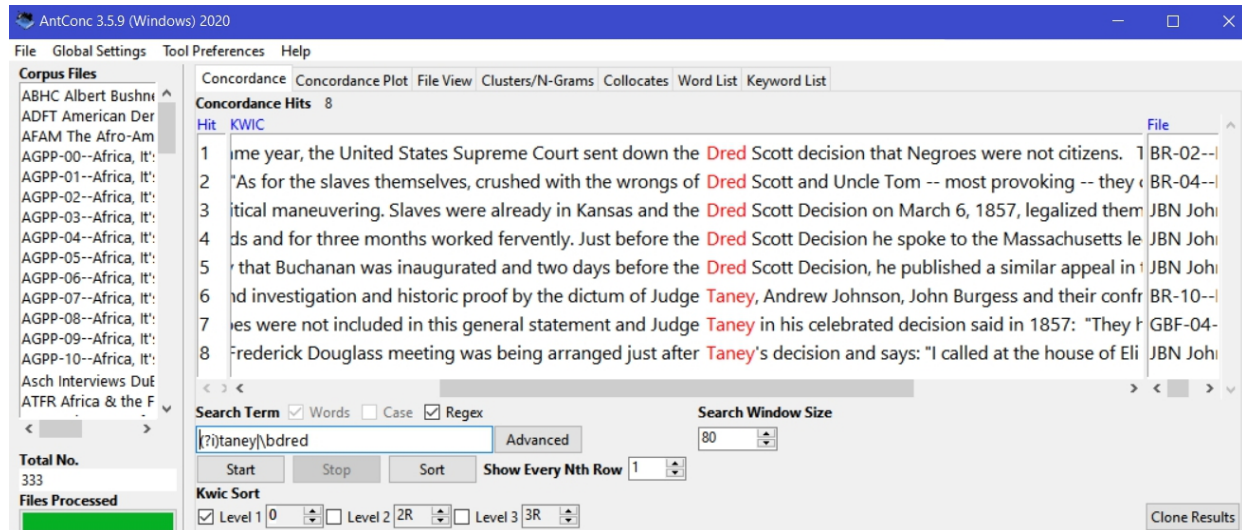 AntConc 3.5.9 (Windows) 2020
File Global Settings Tool Preferences Help
Corpus Files
ABHC Albert Bushne
ADFT American Der
AFAM The Afro-Am
AGPP-00--Africa, It':
AGPP-01--Africa, It':
AGPP-02--Africa, It':
AGPP-03--Africa, It':
AGPP-04--Africa, It':
AGPP-05--Africa, It':
AGPP-06--Africa, It':
AGPP-07--Africa, It':
AGPP-08--Africa, It':
AGPP-09--Africa, It':
AGPP-10--Africa, It':
Asch Interviews DuB
ATFR Africa & the F
Total No.
333
Files Processed
Concordance Concordance Plot File View Clusters/N-Grams Collocates Word List Keyword List
Concordance Hits 8
Hit KWIC File
1 ame year, the United States Supreme Court sent down the Dred Scott decision that Negroes were not citizens. BR-02--
2 "As for the slaves themselves, crushed with the wrongs of Dred Scott and Uncle Tom -- most provoking -- they BR-04--
3 itical maneuvering. Slaves were already in Kansas and the Dred Scott Decision on March 6, 1857, legalized them JBN Joh
4 ds and for three months worked fervently. Just before the Dred Scott Decision he spoke to the Massachusetts le JBN Joh
5 that Buchanan was inaugurated and two days before the Dred Scott Decision, he published a similar appeal in JBN Joh
6 nd investigation and historic proof by the dictum of Judge Taney, Andrew Johnson, John Burgess and their confr BR-10--
7 oes were not included in this general statement and Judge Taney in his celebrated decision said in 1857: "They GBF-04-
8 Frederick Douglass meeting was being arranged just after Taney's decision and says: "I called at the house of Eli JBN Joh
Search Term Words Case Regex Search Window Size
(?i)taney|\bdred Advanced 80
Start Stop Sort Show Every Nth Row 1
Kwic Sort
Level 1 0 Level 2 2R Level 3 3R Clone Results